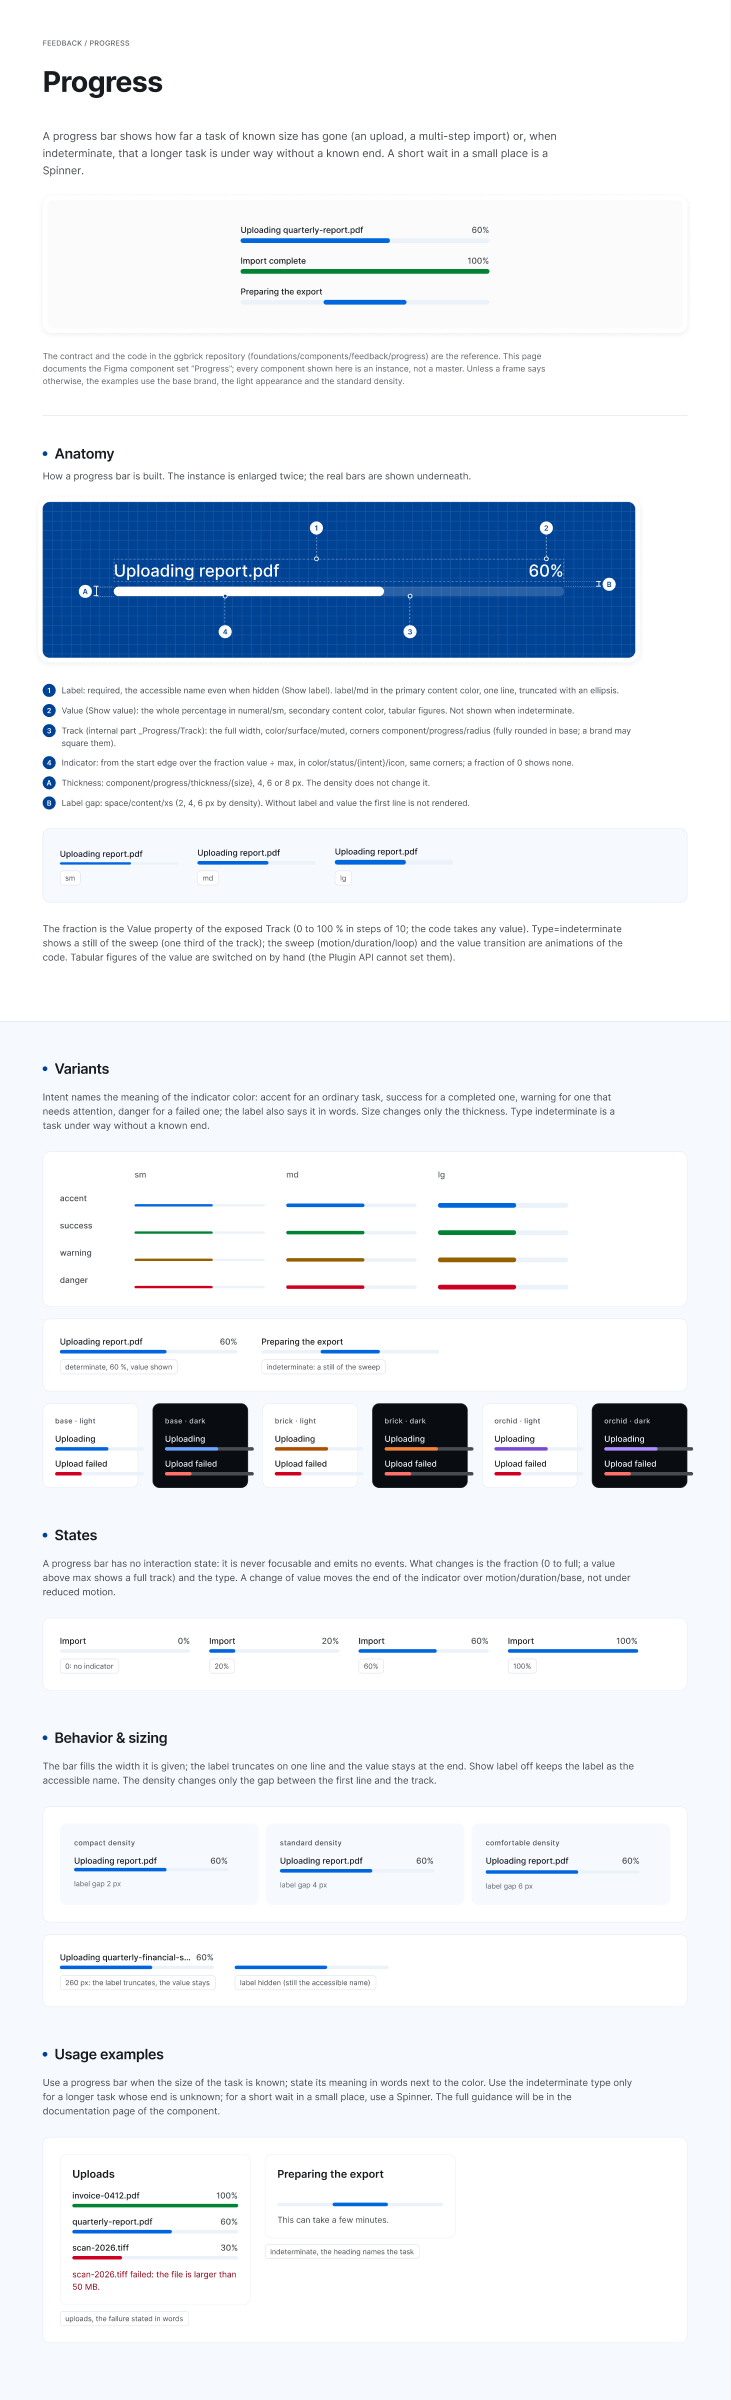 FEEDBACK / PROGRESS
Progress
A progress bar shows how far a task of known size has gone (an upload, a multi-step import) or, when
indeterminate, that a longer task is under way without a known end. A short wait in a small place is a
Spinner.
Uploading quarterly-report.pdf 60%
Import complete 100%
Preparing the export
The contract and the code in the ggbrick repository (foundations/components/feedback/progress) are the reference. This page
documents the Figma component set "Progress"; every component shown here is an instance, not a master. Unless a frame says
otherwise, the examples use the base brand, the light appearance and the standard density.
Anatomy
How a progress bar is built. The instance is enlarged twice; the real bars are shown underneath.
1 2
Uploading report.pdf 60%
A B
4 3
1 Label: required, the accessible name even when hidden (Show label). label/md in the primary content color, one line, truncated with an ellipsis.
2 Value (Show value): the whole percentage in numeral/sm, secondary content color, tabular figures. Not shown when indeterminate.
3 Track (internal part _Progress/Track): the full width, color/surface/muted, corners component/progress/radius (fully rounded in base; a brand may
square them).
4 Indicator: from the start edge over the fraction value ÷ max, in color/status/{intent}/icon, same corners; a fraction of 0 shows none.
A Thickness: component/progress/thickness/{size}, 4, 6 or 8 px. The density does not change it.
B Label gap: space/content/xs (2, 4, 6 px by density). Without label and value the first line is not rendered.
Uploading report.pdf Uploading report.pdf Uploading report.pdf
sm md lg
The fraction is the Value property of the exposed Track (0 to 100 % in steps of 10; the code takes any value). Type=indeterminate
shows a still of the sweep (one third of the track); the sweep (motion/duration/loop) and the value transition are animations of the
code. Tabular figures of the value are switched on by hand (the Plugin API cannot set them).
Variants
Intent names the meaning of the indicator color: accent for an ordinary task, success for a completed one, warning for one that
needs attention, danger for a failed one; the label also says it in words. Size changes only the thickness. Type indeterminate is a
task under way without a known end.
sm md lg
accent
success
warning
danger
Uploading report.pdf 60% Preparing the export
determinate, 60 %, value shown indeterminate: a still of the sweep
base · light base · dark brick · light brick · dark orchid · light orchid · dark
Uploading Uploading Uploading Uploading Uploading Uploading
Upload failed Upload failed Upload failed Upload failed Upload failed Upload failed
States
A progress bar has no interaction state: it is never focusable and emits no events. What changes is the fraction (0 to full; a value
above max shows a full track) and the type. A change of value moves the end of the indicator over motion/duration/base, not under
reduced motion.
Import 0% Import 20% Import 60% Import 100%
0: no indicator 20% 60% 100%
Behavior & sizing
The bar fills the width it is given; the label truncates on one line and the value stays at the end. Show label off keeps the label as the
accessible name. The density changes only the gap between the first line and the track.
compact density standard density comfortable density
Uploading report.pdf 60% Uploading report.pdf 60% Uploading report.pdf 60%
label gap 2 px label gap 4 px label gap 6 px
Uploading quarterly-financial-s... 60%
260 px: the label truncates, the value stays label hidden (still the accessible name)
Usage examples
Use a progress bar when the size of the task is known; state its meaning in words next to the color. Use the indeterminate type only
for a longer task whose end is unknown; for a short wait in a small place, use a Spinner. The full guidance will be in the
documentation page of the component.
Uploads
invoice-0412.pdf 100%
quarterly-report.pdf 60%
scan-2026.tiff 30%
scan-2026.tiff failed: the file is larger than
50 MB.
uploads, the failure stated in words
Preparing the export
This can take a few minutes.
indeterminate, the heading names the task